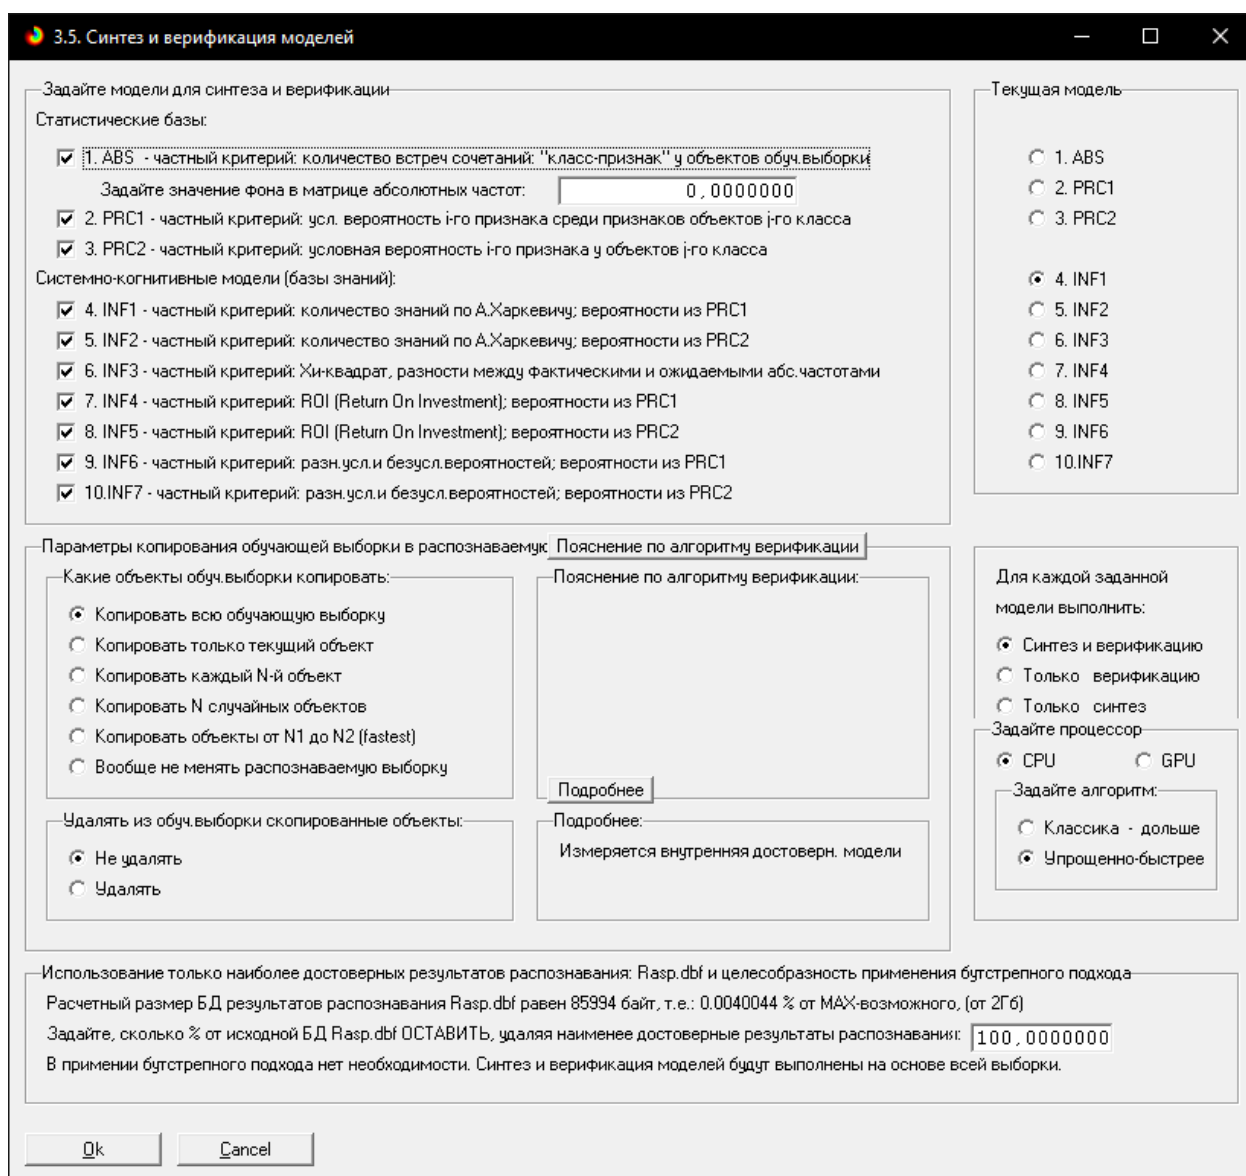 3.5. Синтез и верификация моделей
Задайте модели для синтеза и верификации
Статистические базы:
1. ABS - частный критерий: количество встреч сочетаний: "класс-признак" у объектов обуч.выборки
Задайте значение фона в матрице абсолютных частот: 0,0000000
2. PRC1 - частный критерий: усл. вероятность i-го признака среди признаков объектов j-го класса
3. PRC2 - частный критерий: условная вероятность i-го признака у объектов j-го класса
Системно-когнитивные модели (базы знаний):
4. INF1 - частный критерий: количество знаний по А.Харкевичу; вероятности из PRC1
5. INF2 - частный критерий: количество знаний по А.Харкевичу; вероятности из PRC2
6. INF3 - частный критерий: Хи-квадрат, разности между фактическими и ожидаемыми абс.частотами
7. INF4 - частный критерий: ROI (Return On Investment); вероятности из PRC1
8. INF5 - частный критерий: ROI (Return On Investment); вероятности из PRC2
9. INF6 - частный критерий: разн.усл.и безусл.вероятностей; вероятности из PRC1
10.INF7 - частный критерий: разн.усл.и безусл.вероятностей; вероятности из PRC2
Текущая модель
1. ABS
2. PRC1
3. PRC2
4. INF1
5. INF2
6. INF3
7. INF4
8. INF5
9. INF6
10.INF7
Параметры копирования обучающей выборки в распознаваемую
Пояснение по алгоритму верификации
Какие объекты обуч.выборки копировать:
Копировать всю обучающую выборку
Копировать только текущий объект
Копировать каждый N-й объект
Копировать N случайных объектов
Копировать объекты от N1 до N2 (fastest)
Вообще не менять распознаваемую выборку
Пояснение по алгоритму верификации:
Подробнее
Удалять из обуч.выборки скопированные объекты:
Не удалять
Удалять
Подробнее:
Измеряется внутренняя достоверн. модели
Для каждой заданной
модели выполнить:
Синтез и верификацию
Только верификацию
Только синтез
Задайте процессор
CPU
GPU
Задайте алгоритм:
Классика - дольше
Упрощенно-быстрее
Использование только наиболее достоверных результатов распознавания: Rasp.dbf и целесобразность применения бутстрепного подхода
Расчетный размер БД результатов распознавания Rasp.dbf равен 85994 байт, т.е.: 0.0040044 % от MAX-возможного, (от 2Гб)
Задайте, сколько % от исходной БД Rasp.dbf ОСТАВИТЬ, удаляя наименее достоверные результаты распознавания: 100,0000000
В примении бутстрепного подхода нет необходимости. Синтез и верификация моделей будут выполнены на основе всей выборки.
Ok
Cancel